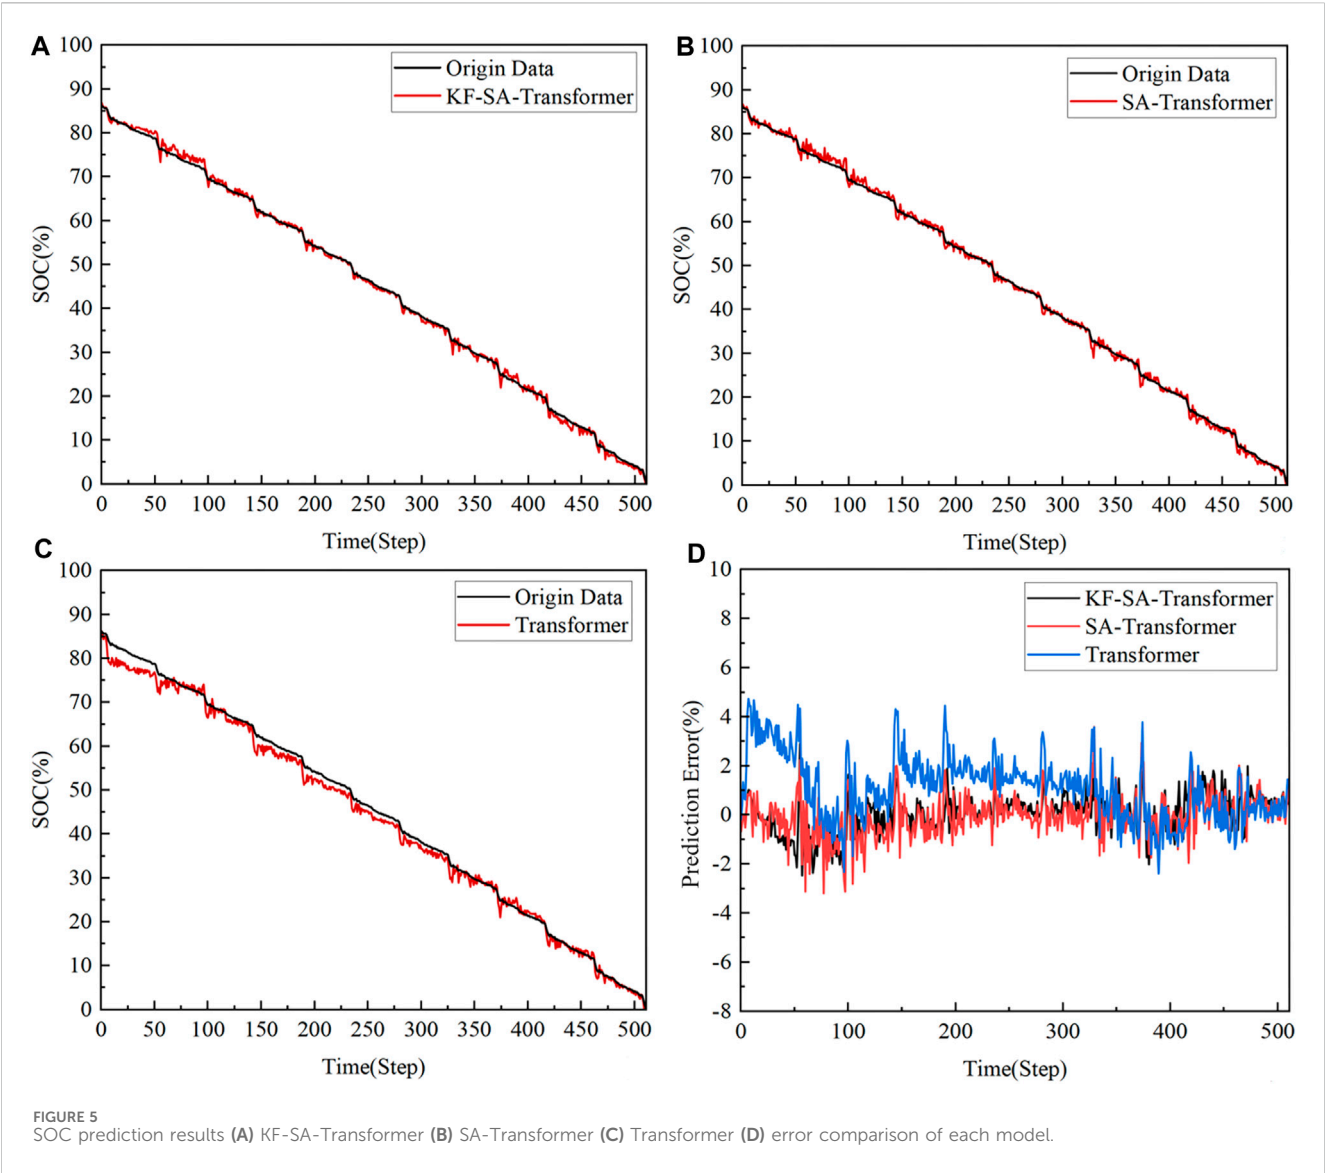 A
100
90
80
70
60
50
40
30
20
10
0
SOC(%)
Origin Data
KF-SA-Transformer
0 50 100 150 200 250 300 350 400 450 500
Time(Step)
B
100
90
80
70
60
50
40
30
20
10
0
SOC(%)
Origin Data
SA-Transformer
0 50 100 150 200 250 300 350 400 450 500
Time(Step)
C
100
90
80
70
60
50
40
30
20
10
0
SOC(%)
Origin Data
Transformer
0 50 100 150 200 250 300 350 400 450 500
Time(Step)
D
10
8
6
4
2
0
-2
-4
-6
-8
Prediction Error(%)
KF-SA-Transformer
SA-Transformer
Transformer
0 100 200 300 400 500
Time(Step)
FIGURE 5
SOC prediction results (A) KF-SA-Transformer (B) SA-Transformer (C) Transformer (D) error comparison of each model.